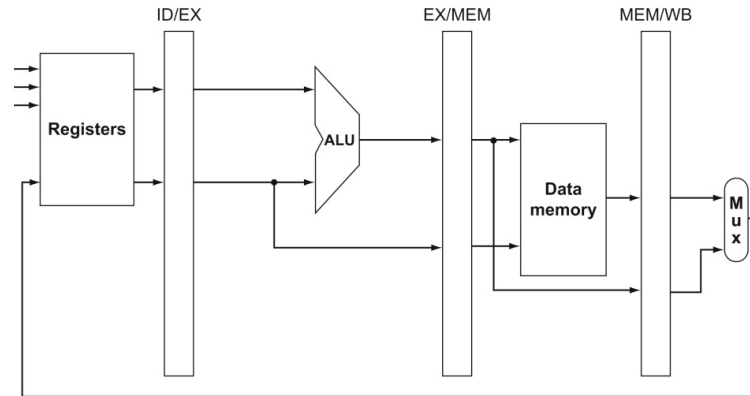 ID/EX
EX/MEM
MEM/WB
Registers
ALU
Data
memory
M
u
x